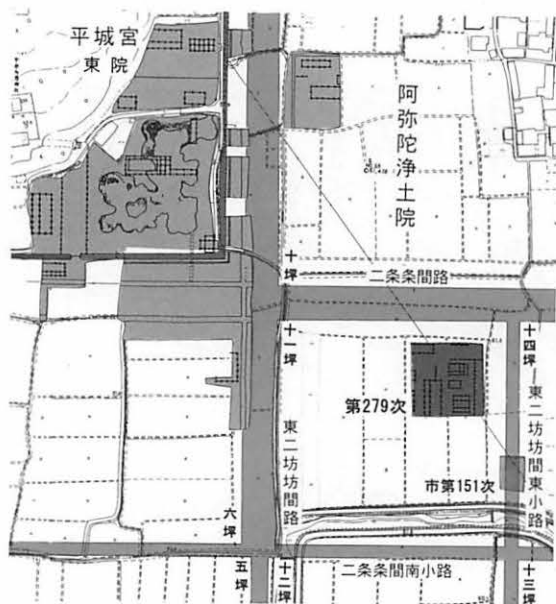 平城宮
東院
阿弥陀浄土院
十坪
二条条間路
十一坪
十四坪
第279次
東二坊坊間路
東二坊坊間東小路
市第151次
六坪
五坪
十二坪
二条条間南小路
十三坪